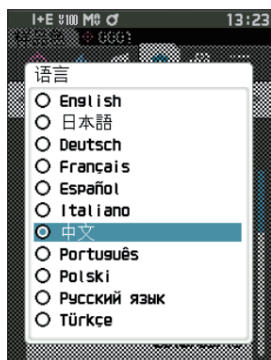 I+E M 13:23
0001
语言
English
日本語
Deutsch
Français
Español
Italiano
中文
Português
Polski
Русский язык
Türkçe